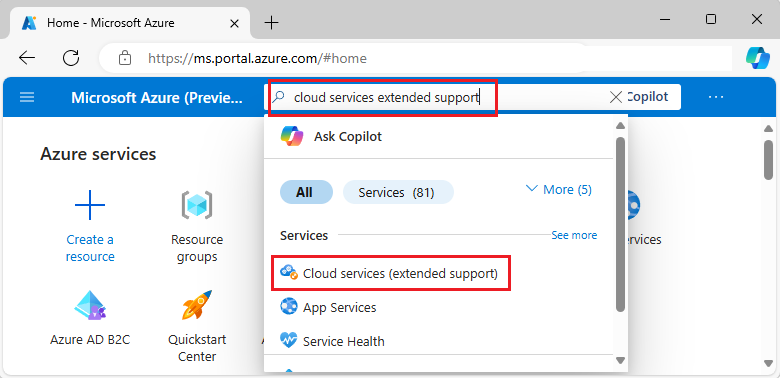 Home - Microsoft Azure
https://ms.portal.azure.com/#home
Microsoft Azure (Previe...
cloud services extended support
Copilot
Azure services
Ask Copilot
All
Services (81)
More (5)
Services
See more
Create a
resource
Resource
groups
Cloud services (extended support)
App Services
Service Health
Azure AD B2C
Quickstart
Center